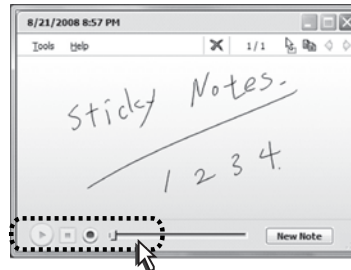 8/21/2008 8:57 PM
Tools Help 1/1
Sticky Notes.
1 2 3 4.
New Note